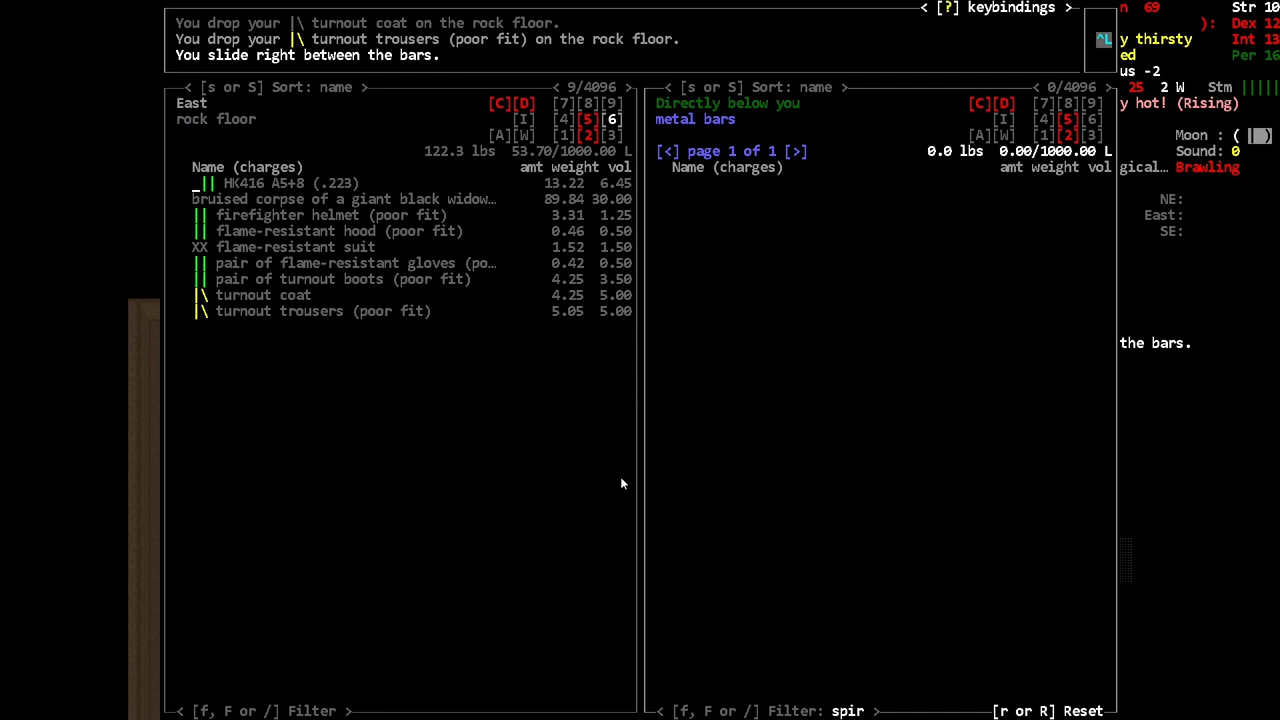 You drop your |\ turnout coat on the rock floor.
You drop your |\ turnout trousers (poor fit) on the rock floor.
You slide right between the bars.
< [?] keybindings >
n 69 Str 10
): Dex 12
^L y thirsty Int 13
ed Per 16
us -2
25 2 W Stm |||||
y hot! (Rising)
Moon : ( | )
Sound: 0
gical… Brawling
NE:
East:
SE:
the bars.
< [s or S] Sort: name > < 9/4096 >
East [C][D] [7][8][9]
rock floor [I] [4][5][6]
[A][W] [1][2][3]
122.3 lbs 53.70/1000.00 L
Name (charges) amt weight vol
_|| HK416 A5+8 (.223) 13.22 6.45
bruised corpse of a giant black widow… 89.84 30.00
|| firefighter helmet (poor fit) 3.31 1.25
|| flame-resistant hood (poor fit) 0.46 0.50
XX flame-resistant suit 1.52 1.50
|| pair of flame-resistant gloves (po… 0.42 0.50
|| pair of turnout boots (poor fit) 4.25 3.50
|\ turnout coat 4.25 5.00
|\ turnout trousers (poor fit) 5.05 5.00
< [f, F or /] Filter >
< [s or S] Sort: name > < 0/4096 >
Directly below you [C][D] [7][8][9]
metal bars [I] [4][5][6]
[A][W] [1][2][3]
[<] page 1 of 1 [>] 0.0 lbs 0.00/1000.00 L
Name (charges) amt weight vol
< [f, F or /] Filter: spir > [r or R] Reset